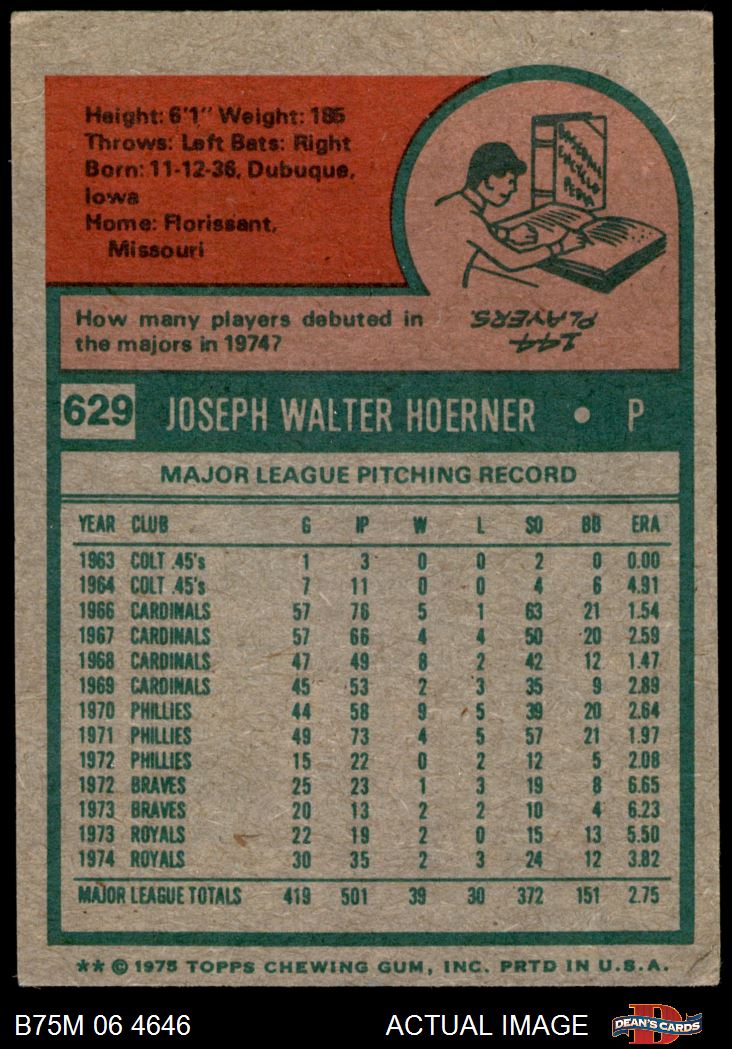 Height: 6'1" Weight: 185
Throws: Left Bats: Right
Born: 11-12-36, Dubuque,
Iowa
Home: Florissant,
Missouri
BASEBALL
ENCYCLO
PEDIA
How many players debuted in
the majors in 1974?
144
PLAYERS.
629 JOSEPH WALTER HOERNER • P
MAJOR LEAGUE PITCHING RECORD
YEAR CLUB G IP W L SO BB ERA
1963 COLT .45's 1 3 0 0 2 0 0.00
1964 COLT .45's 7 11 0 0 4 6 4.91
1966 CARDINALS 57 76 5 1 63 21 1.54
1967 CARDINALS 57 66 4 4 50 20 2.59
1968 CARDINALS 47 49 8 2 42 12 1.47
1969 CARDINALS 45 53 2 3 35 9 2.89
1970 PHILLIES 44 58 9 5 39 20 2.64
1971 PHILLIES 49 73 4 5 57 21 1.97
1972 PHILLIES 15 22 0 2 12 5 2.08
1972 BRAVES 25 23 1 3 19 8 6.65
1973 BRAVES 20 13 2 2 10 4 6.23
1973 ROYALS 22 19 2 0 15 13 5.50
1974 ROYALS 30 35 2 3 24 12 3.82
MAJOR LEAGUE TOTALS 419 501 39 30 372 151 2.75
** © 1975 TOPPS CHEWING GUM, INC. PRTD IN U.S.A.
B75M 06 4646 ACTUAL IMAGE D DEAN'S CARDS